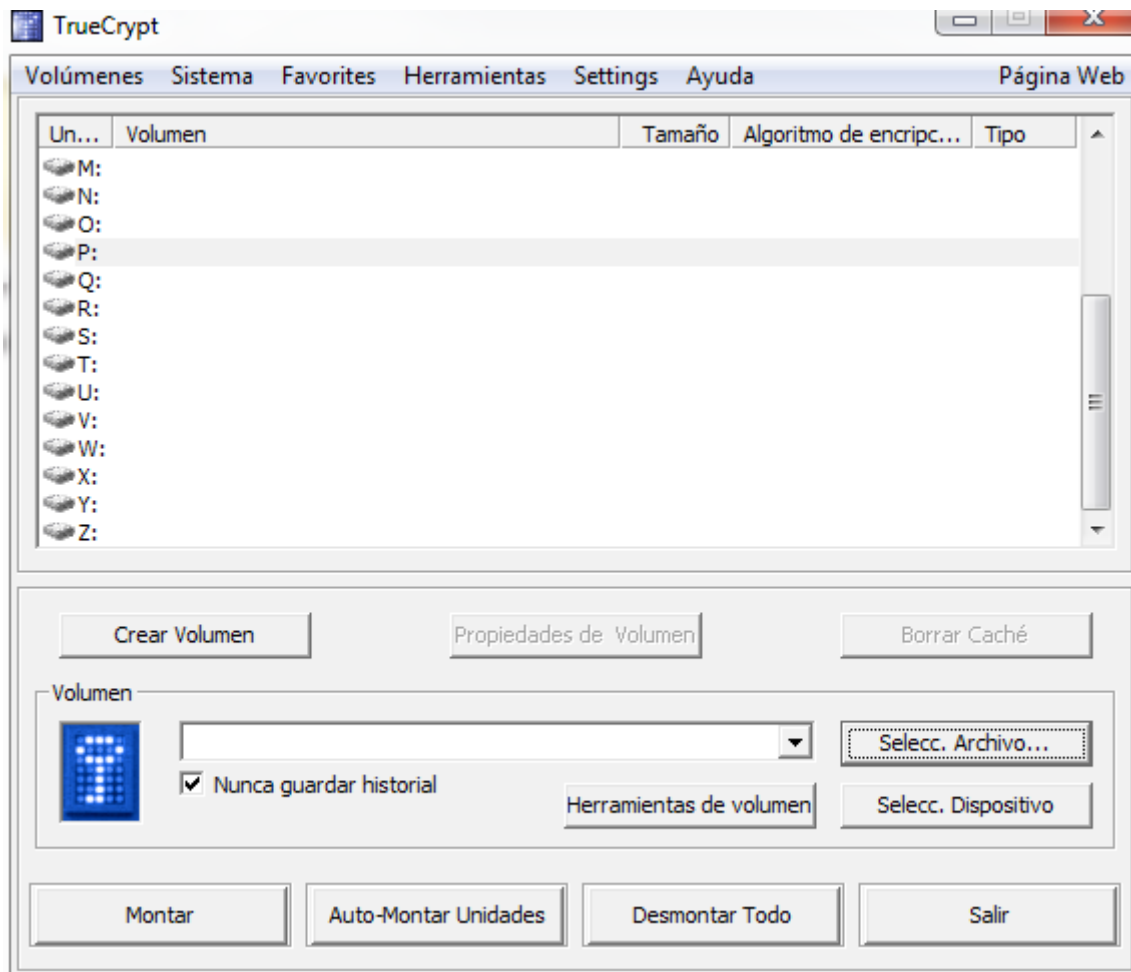 TrueCrypt
Volúmenes Sistema Favorites Herramientas Settings Ayuda Página Web
Un... Volumen Tamaño Algoritmo de encripc... Tipo
M:
N:
O:
P:
Q:
R:
S:
T:
U:
V:
W:
X:
Y:
Z:
Crear Volumen Propiedades de Volumen Borrar Caché
Volumen
Selecc. Archivo...
Nunca guardar historial
Herramientas de volumen Selecc. Dispositivo
Montar Auto-Montar Unidades Desmontar Todo Salir